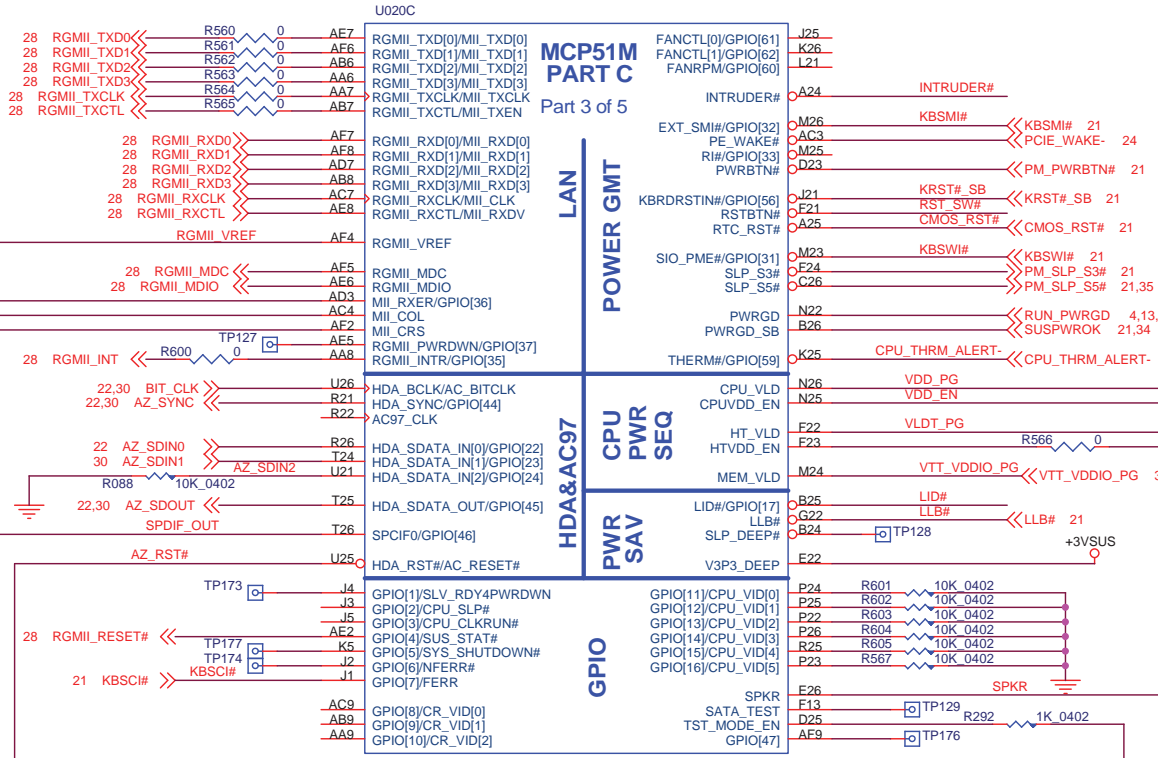 U020C
MCP51M
PART C
Part 3 of 5
LAN
POWER GMT
HDA&AC97
CPU
PWR
SEQ
PWR
SAV
GPIO
28 RGMII_TXD0 R560 0 AE7 RGMII_TXD[0]/MII_TXD[0]
28 RGMII_TXD1 R561 0 AF6 RGMII_TXD[1]/MII_TXD[1]
28 RGMII_TXD2 R562 0 AB6 RGMII_TXD[2]/MII_TXD[2]
28 RGMII_TXD3 R563 0 AA6 RGMII_TXD[3]/MII_TXD[3]
28 RGMII_TXCLK R564 0 AA7 RGMII_TXCLK/MII_TXCLK
28 RGMII_TXCTL R565 0 AB7 RGMII_TXCTL/MII_TXEN
28 RGMII_RXD0 AF7 RGMII_RXD[0]/MII_RXD[0]
28 RGMII_RXD1 AF8 RGMII_RXD[1]/MII_RXD[1]
28 RGMII_RXD2 AD7 RGMII_RXD[2]/MII_RXD[2]
28 RGMII_RXD3 AB8 RGMII_RXD[3]/MII_RXD[3]
28 RGMII_RXCLK AC7 RGMII_RXCLK/MII_CLK
28 RGMII_RXCTL AE8 RGMII_RXCTL/MII_RXDV
RGMII_VREF AF4 RGMII_VREF
28 RGMII_MDC AF5 RGMII_MDC
28 RGMII_MDIO AE6 RGMII_MDIO
AD3 MII_RXER/GPIO[36]
AC4 MII_COL
AF2 MII_CRS
TP127 AE5 RGMII_PWRDWN/GPIO[37]
28 RGMII_INT R600 0 AA8 RGMII_INTR/GPIO[35]
22,30 BIT_CLK U26 HDA_BCLK/AC_BITCLK
22,30 AZ_SYNC R21 HDA_SYNC/GPIO[44]
R22 AC97_CLK
22 AZ_SDIN0 R26 HDA_SDATA_IN[0]/GPIO[22]
30 AZ_SDIN1 T24 HDA_SDATA_IN[1]/GPIO[23]
R088 10K_0402 AZ_SDIN2 U21 HDA_SDATA_IN[2]/GPIO[24]
22,30 AZ_SDOUT T25 HDA_SDATA_OUT/GPIO[45]
SPDIF_OUT T26 SPCIF0/GPIO[46]
AZ_RST# U25 HDA_RST#/AC_RESET#
TP173 J4 GPIO[1]/SLV_RDY4PWRDWN
J3 GPIO[2]/CPU_SLP#
J5 GPIO[3]/CPU_CLKRUN#
28 RGMII_RESET# AE2 GPIO[4]/SUS_STAT#
TP177 K5 GPIO[5]/SYS_SHUTDOWN#
TP174 J2 GPIO[6]/NFERR#
21 KBSCI# KBSCI# J1 GPIO[7]/FERR
AC9 GPIO[8]/CR_VID[0]
AB9 GPIO[9]/CR_VID[1]
AA9 GPIO[10]/CR_VID[2]
FANCTL[0]/GPIO[61] J25
FANCTL[1]/GPIO[62] K26
FANRPM/GPIO[60] L21
INTRUDER# A24 INTRUDER#
EXT_SMI#/GPIO[32] M26 KBSMI# KBSMI# 21
PE_WAKE# AC3 PCIE_WAKE- 24
RI#/GPIO[33] M25
PWRBTN# D23 PM_PWRBTN# 21
KBRDRSTIN#/GPIO[56] J21 KRST#_SB KRST#_SB 21
RSTBTN# F21 RST_SW#
RTC_RST# A25 CMOS_RST# CMOS_RST# 21
SIO_PME#/GPIO[31] M23 KBSWI# KBSWI# 21
SLP_S3# F24 PM_SLP_S3# 21
SLP_S5# C26 PM_SLP_S5# 21,35
PWRGD N22 RUN_PWRGD 4,13,
PWRGD_SB B26 SUSPWROK 21,34
THERM#/GPIO[59] K25 CPU_THRM_ALERT- CPU_THRM_ALERT-
CPU_VLD N26 VDD_PG
CPUVDD_EN N25 VDD_EN
HT_VLD F22 VLDT_PG
HTVDD_EN F23 R566 0
MEM_VLD M24 VTT_VDDIO_PG VTT_VDDIO_PG 3
LID#/GPIO[17] B25 LID#
LLB# G22 LLB# LLB# 21
SLP_DEEP# B24 TP128
+3VSUS
V3P3_DEEP E22
GPIO[11]/CPU_VID[0] P24 R601 10K_0402
GPIO[12]/CPU_VID[1] P25 R602 10K_0402
GPIO[13]/CPU_VID[2] P22 R603 10K_0402
GPIO[14]/CPU_VID[3] P26 R604 10K_0402
GPIO[15]/CPU_VID[4] R25 R605 10K_0402
GPIO[16]/CPU_VID[5] P23 R567 10K_0402
SPKR E26 SPKR
SATA_TEST F13 TP129
TST_MODE_EN D25 R292 1K_0402
GPIO[47] AF9 TP176